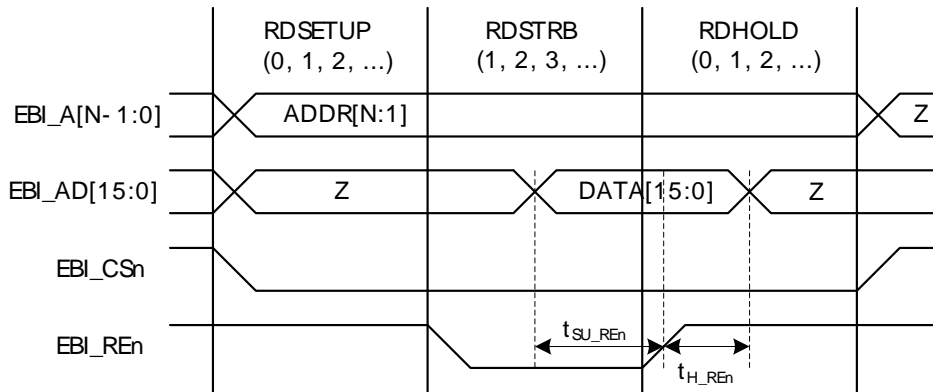 RDSETUP
(0, 1, 2, ...)
RDSTRB
(1, 2, 3, ...)
RDHOLD
(0, 1, 2, ...)
EBI_A[N-1:0]
ADDR[N:1]
Z
EBI_AD[15:0]
Z
DATA[15:0]
Z
EBI_CSn
EBI_REn
tSU_REn
tH_REn